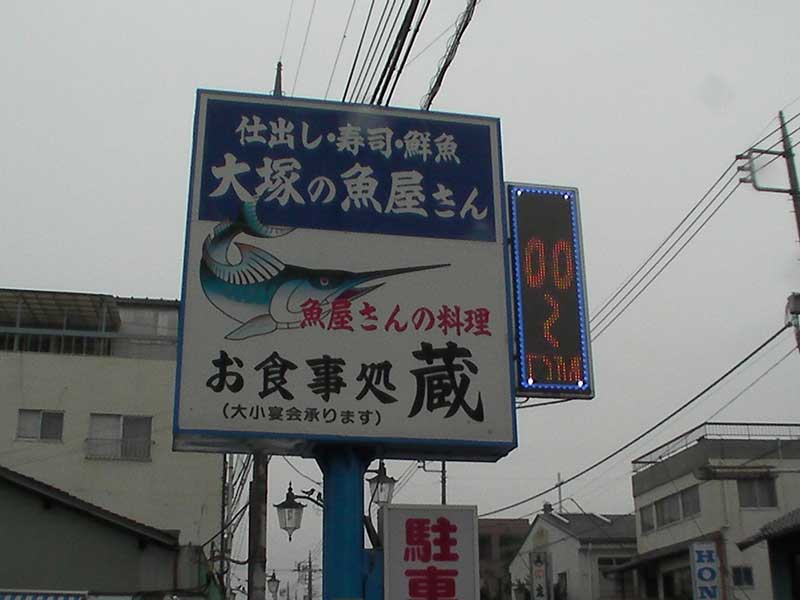 仕出し・寿司・鮮魚
大塚の魚屋さん
魚屋さんの料理
お食事処 蔵
(大小宴会承ります)
駐車
HON